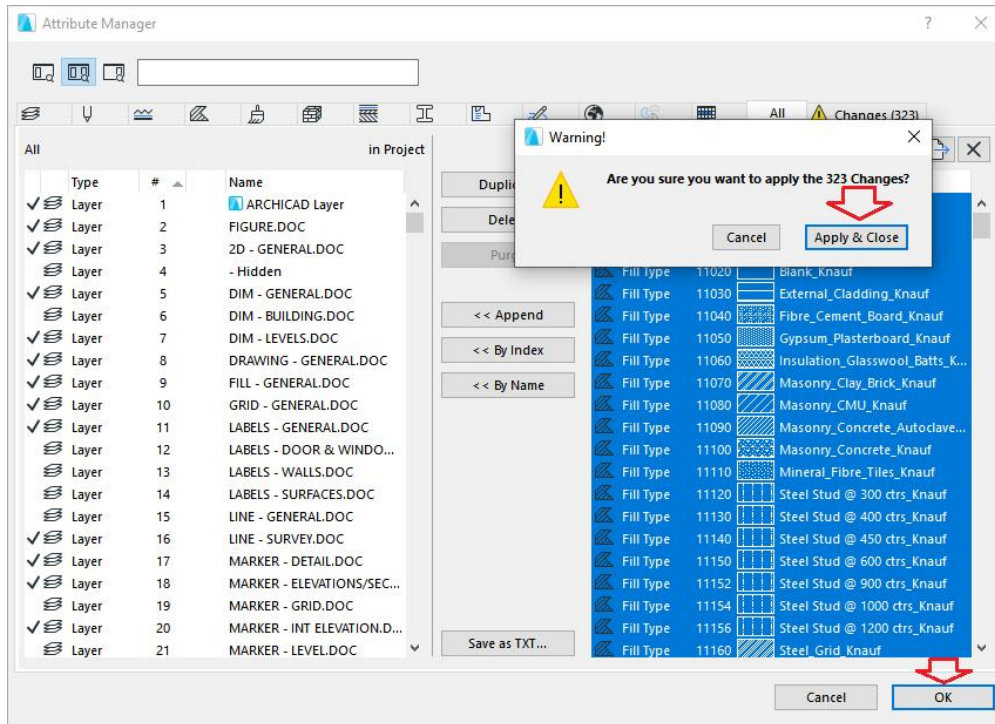 Attribute Manager
?
All
Changes (323)
All
in Project
Type # Name
Layer 1 ARCHICAD Layer
Layer 2 FIGURE.DOC
Layer 3 2D - GENERAL.DOC
Layer 4 - Hidden
Layer 5 DIM - GENERAL.DOC
Layer 6 DIM - BUILDING.DOC
Layer 7 DIM - LEVELS.DOC
Layer 8 DRAWING - GENERAL.DOC
Layer 9 FILL - GENERAL.DOC
Layer 10 GRID - GENERAL.DOC
Layer 11 LABELS - GENERAL.DOC
Layer 12 LABELS - DOOR & WINDO...
Layer 13 LABELS - WALLS.DOC
Layer 14 LABELS - SURFACES.DOC
Layer 15 LINE - GENERAL.DOC
Layer 16 LINE - SURVEY.DOC
Layer 17 MARKER - DETAIL.DOC
Layer 18 MARKER - ELEVATIONS/SEC...
Layer 19 MARKER - GRID.DOC
Layer 20 MARKER - INT ELEVATION.D...
Layer 21 MARKER - LEVEL.DOC
Duplic
Dele
Purg
<< Append
<< By Index
<< By Name
Save as TXT...
Warning!
Are you sure you want to apply the 323 Changes?
Cancel
Apply & Close
Fill Type 11020 Blank_Knauf
Fill Type 11030 External_Cladding_Knauf
Fill Type 11040 Fibre_Cement_Board_Knauf
Fill Type 11050 Gypsum_Plasterboard_Knauf
Fill Type 11060 Insulation_Glasswool_Batts_K...
Fill Type 11070 Masonry_Clay_Brick_Knauf
Fill Type 11080 Masonry_CMU_Knauf
Fill Type 11090 Masonry_Concrete_Autoclave...
Fill Type 11100 Masonry_Concrete_Knauf
Fill Type 11110 Mineral_Fibre_Tiles_Knauf
Fill Type 11120 Steel Stud @ 300 ctrs_Knauf
Fill Type 11130 Steel Stud @ 400 ctrs_Knauf
Fill Type 11140 Steel Stud @ 450 ctrs_Knauf
Fill Type 11150 Steel Stud @ 600 ctrs_Knauf
Fill Type 11152 Steel Stud @ 900 ctrs_Knauf
Fill Type 11154 Steel Stud @ 1000 ctrs_Knauf
Fill Type 11156 Steel Stud @ 1200 ctrs_Knauf
Fill Type 11160 Steel_Grid_Knauf
Cancel
OK